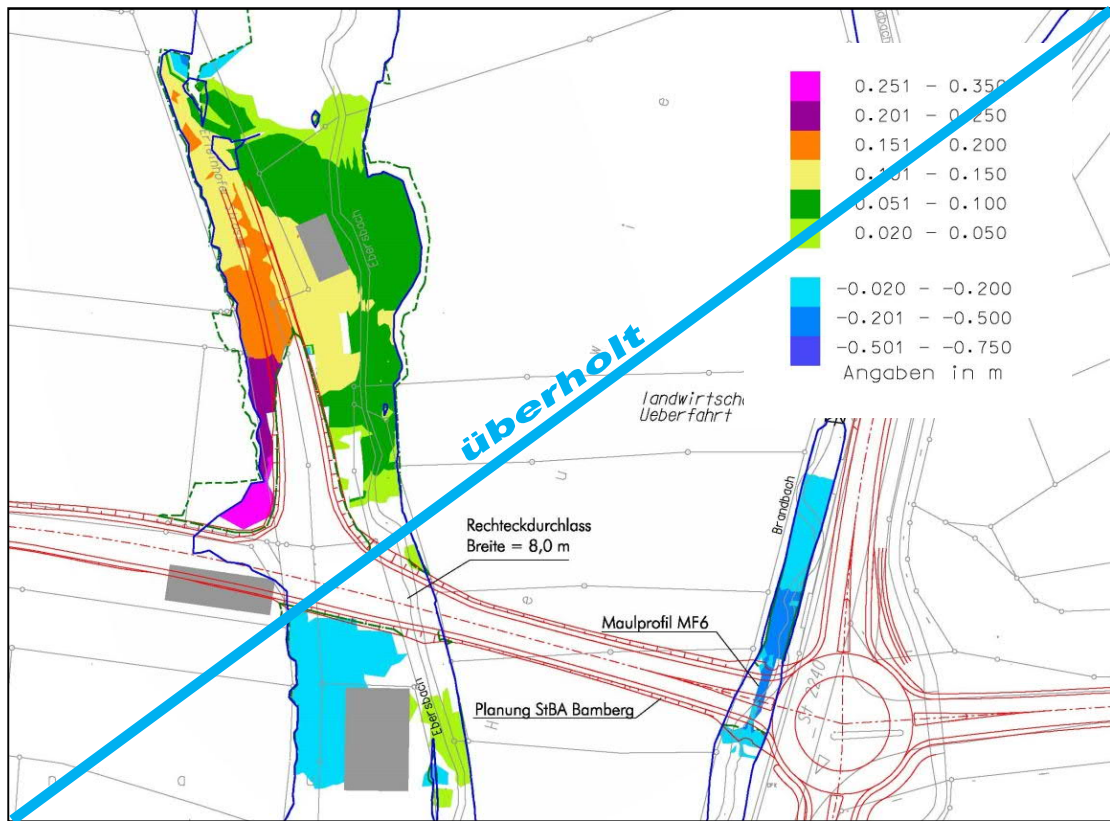 0.251 - 0.350
0.201 - 0.250
0.151 - 0.200
0.101 - 0.150
0.051 - 0.100
0.020 - 0.050
-0.020 - -0.200
-0.201 - -0.500
-0.501 - -0.750
Angaben in m
überholt
Ebersbach
landwirtsch
Ueberfahrt
Brandbach
Rechteckdurchlass
Breite = 8,0 m
Maulprofil MF6
Planung StBA Bamberg
Ebersbach
St 2240
H e u w i e